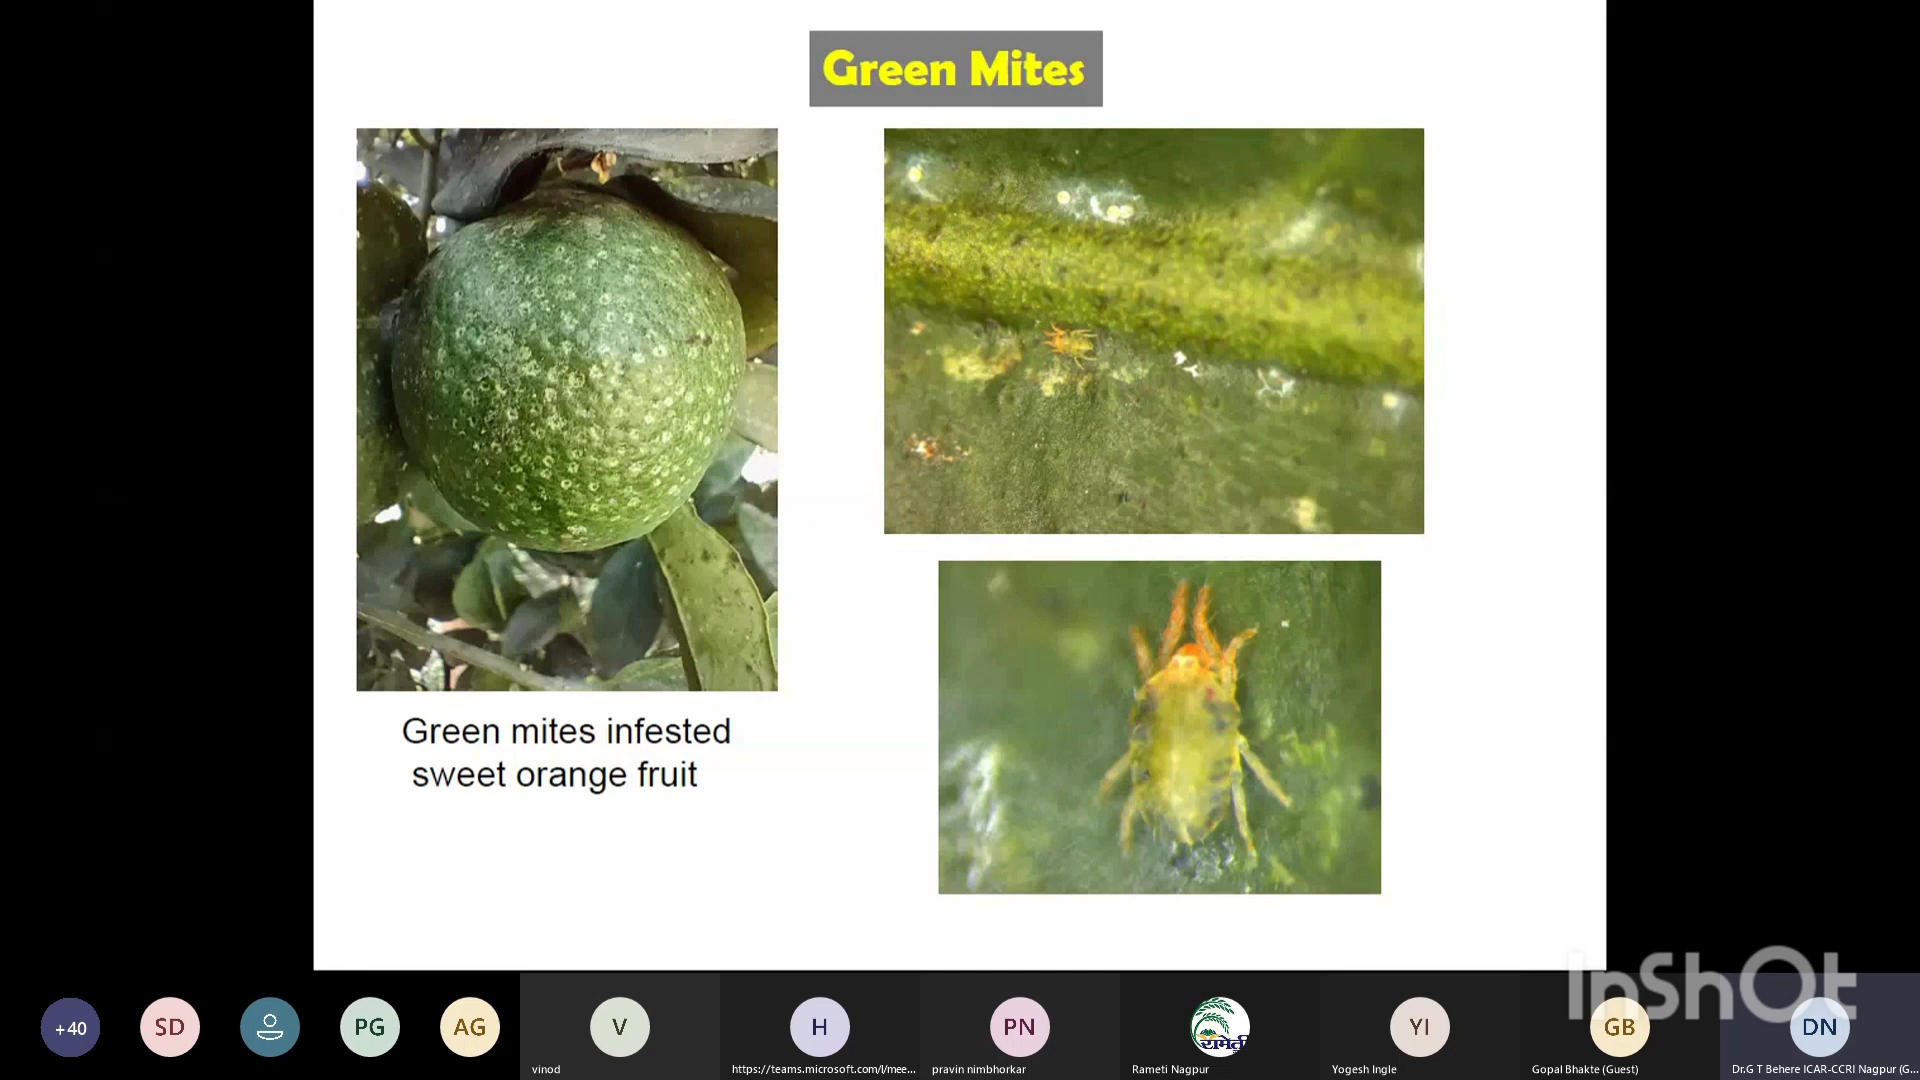 Green Mites
Green mites infested
sweet orange fruit
InShOt
+40
SD
PG
AG
V
H
PN
रामेती
YI
GB
DN
vinod
https://teams.microsoft.com/l/mee...
pravin nimbhorkar
Rameti Nagpur
Yogesh Ingle
Gopal Bhakte (Guest)
Dr.G T Behere ICAR-CCRI Nagpur (G...